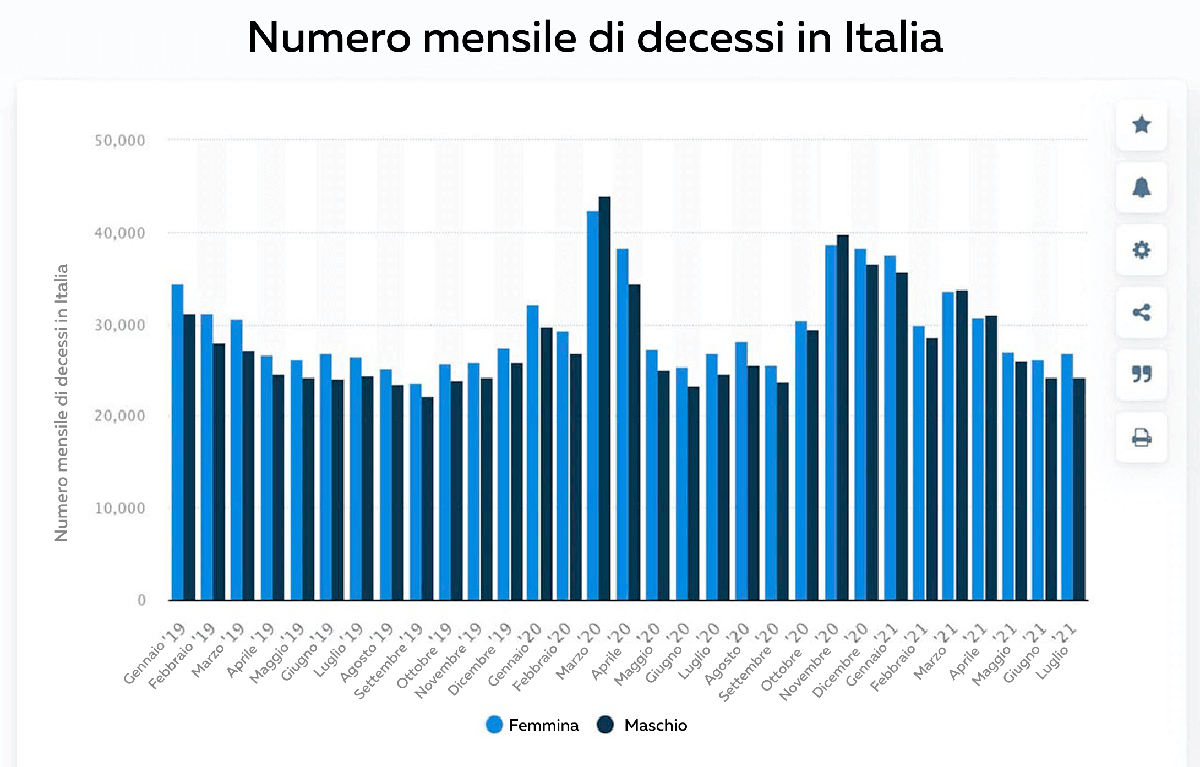 Numero mensile di decessi in Italia
50,000
40,000
30,000
20,000
10,000
0
Numero mensile di decessi in Italia
Gennaio '19
Febbraio '19
Marzo '19
Aprile '19
Maggio '19
Giugno '19
Luglio '19
Agosto '19
Settembre '19
Ottobre '19
Novembre '19
Dicembre '19
Gennaio '20
Febbraio '20
Marzo '20
Aprile '20
Maggio '20
Giugno '20
Luglio '20
Agosto '20
Settembre '20
Ottobre '20
Novembre '20
Dicembre '20
Gennaio '21
Febbraio '21
Marzo '21
Aprile '21
Maggio '21
Giugno '21
Luglio '21
Femmina
Maschio